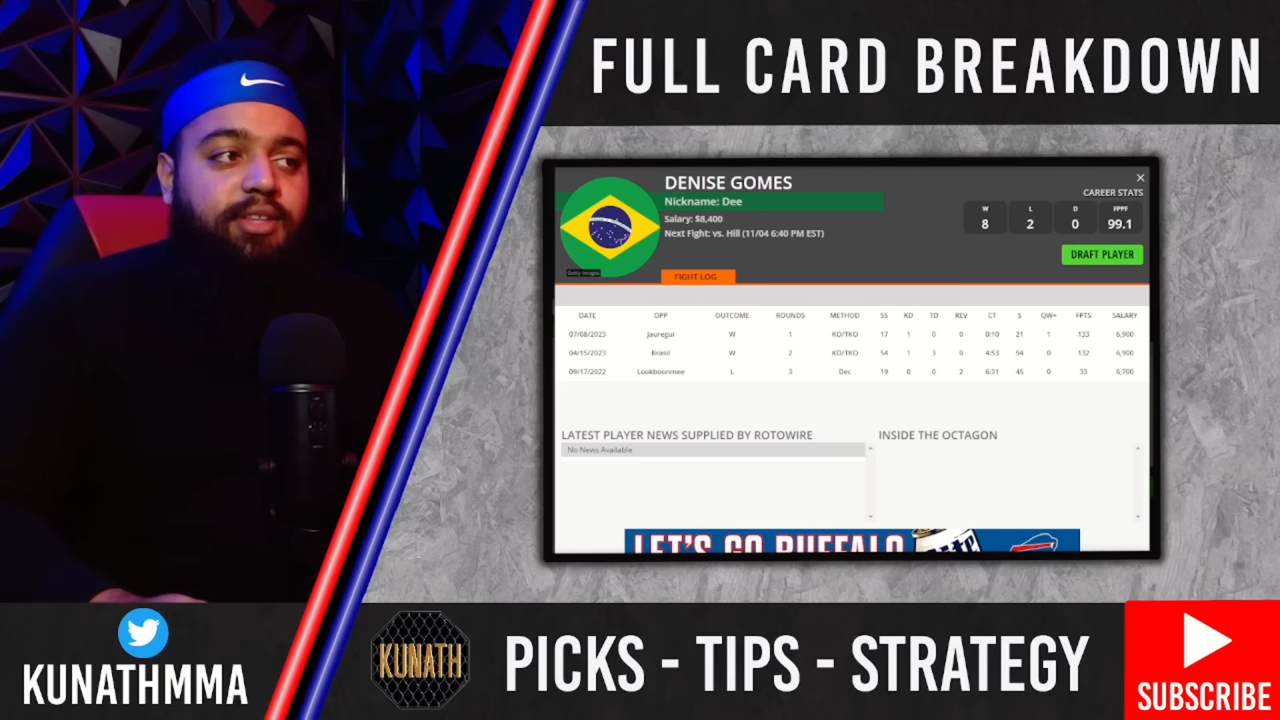 FULL CARD BREAKDOWN
DENISE GOMES
Nickname: Dee
Salary: $8,400
Next Fight: vs. Hill (11/04 6:40 PM EST)
CAREER STATS
W L D FPPF
8 2 0 99.1
DRAFT PLAYER
Getty Images
FIGHT LOG
DATE OPP OUTCOME ROUNDS METHOD SS KD TD REV CT S QW+ FPTS SALARY
07/08/2023 Jauregui W 1 KO/TKO 17 1 0 0 0:10 21 1 133 6,900
04/15/2023 Brasil W 2 KO/TKO 54 1 3 0 4:53 94 0 132 6,900
09/17/2022 Lookboonmee L 3 Dec 19 0 0 2 6:31 45 0 33 6,700
LATEST PLAYER NEWS SUPPLIED BY ROTOWIRE
No News Available
INSIDE THE OCTAGON
LET'S GO BUFFALO
KUNATHMMA
KUNATH
PICKS - TIPS - STRATEGY
SUBSCRIBE